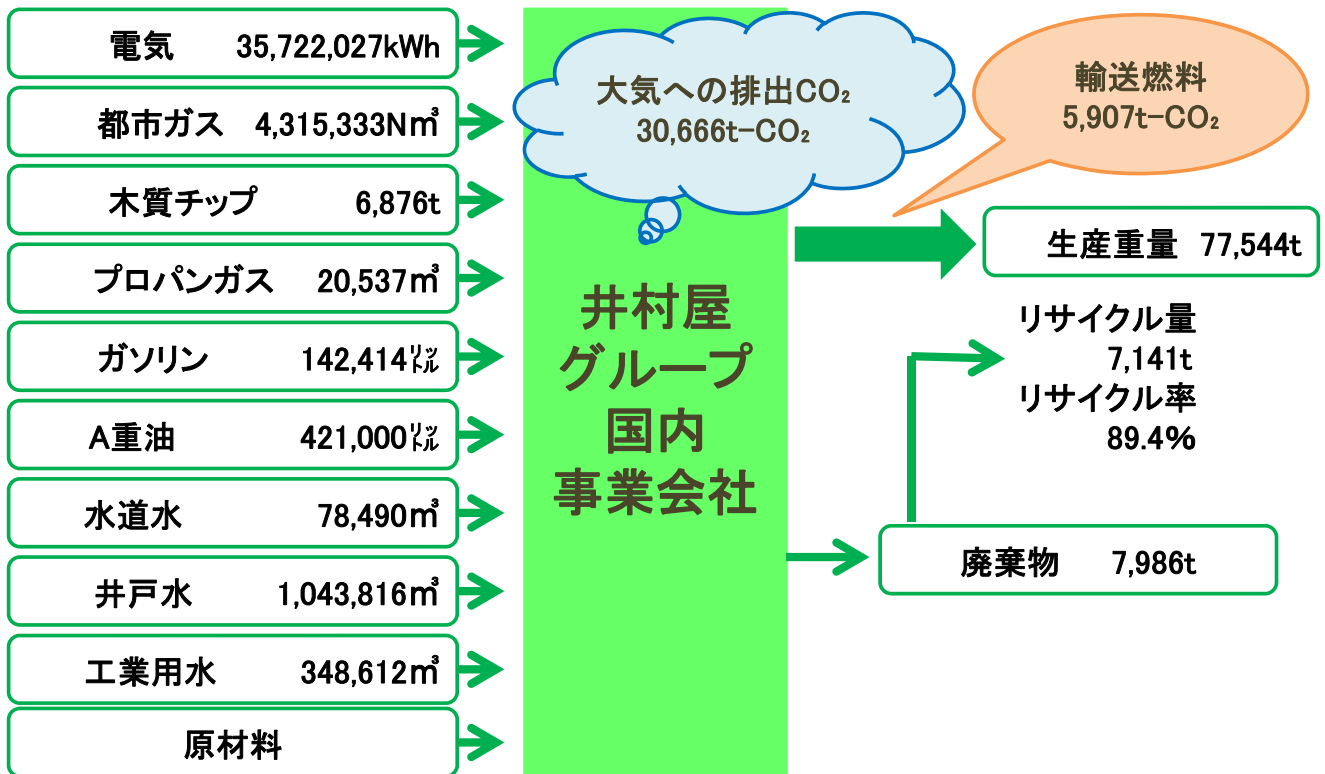 電気 35,722,027kWh
都市ガス 4,315,333N㎥
木質チップ 6,876t
プロパンガス 20,537㎥
ガソリン 142,414㍑
A重油 421,000㍑
水道水 78,490㎥
井戸水 1,043,816㎥
工業用水 348,612㎥
原材料
大気への排出CO₂
30,666t-CO₂
井村屋
グループ
国内
事業会社
輸送燃料
5,907t-CO₂
生産重量 77,544t
リサイクル量
7,141t
リサイクル率
89.4%
廃棄物 7,986t